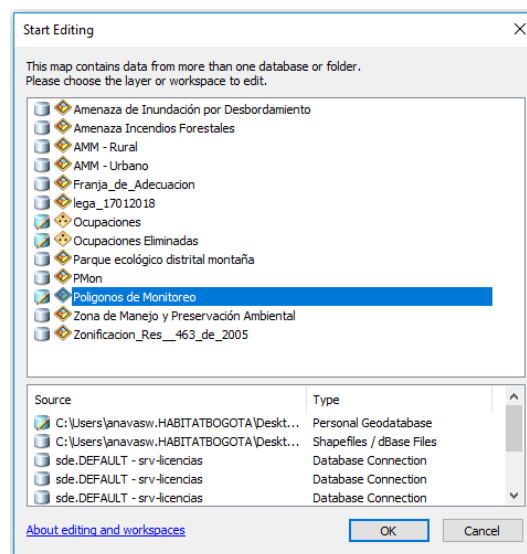 Start Editing
This map contains data from more than one database or folder.
Please choose the layer or workspace to edit.
Amenaza de Inundación por Desbordamiento
Amenaza Incendios Forestales
AMM - Rural
AMM - Urbano
Franja_de_Adecuacion
lega_17012018
Ocupaciones
Ocupaciones Eliminadas
Parque ecológico distrital montaña
PMon
Poligonos de Monitoreo
Zona de Manejo y Preservación Ambiental
Zonificacion_Res__463_de_2005
Source Type
C:\Users\anavasw.HABITATBOGOTA\Deskt... Personal Geodatabase
C:\Users\anavasw.HABITATBOGOTA\Deskt... Shapefiles / dBase Files
sde.DEFAULT - srv-licencias Database Connection
sde.DEFAULT - srv-licencias Database Connection
sde.DEFAULT - srv-licencias Database Connection
About editing and workspaces OK Cancel